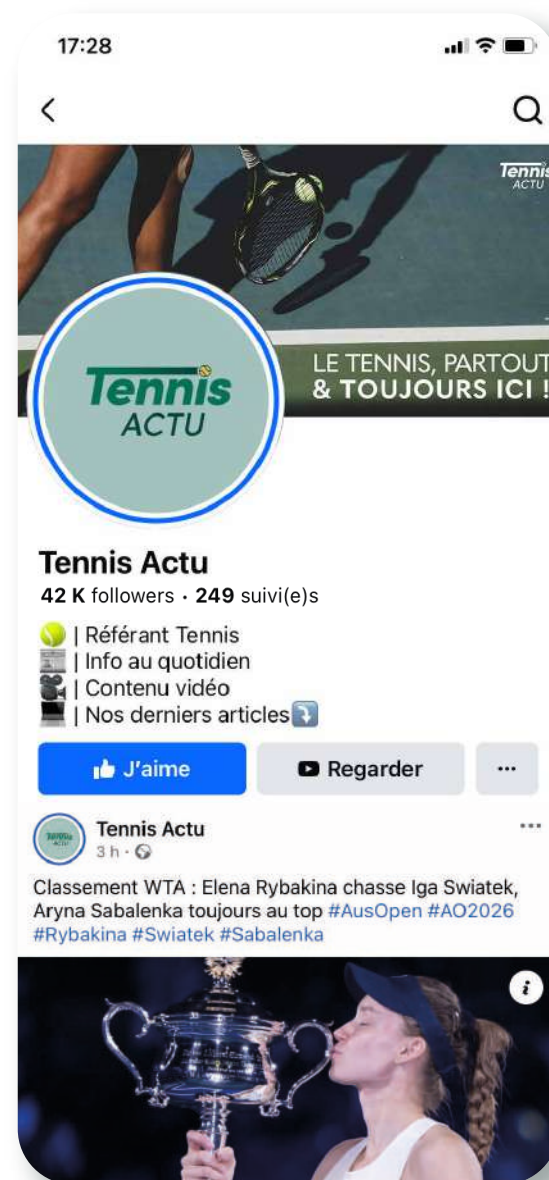 17:28
Tennis
ACTU
LE TENNIS, PARTOUT
& TOUJOURS ICI !
Tennis
ACTU
Tennis Actu
42 K followers · 249 suivi(e)s
| Référant Tennis
| Info au quotidien
| Contenu vidéo
| Nos derniers articles
J'aime
Regarder
Tennis ACTU
Tennis Actu
3 h ·
Classement WTA : Elena Rybakina chasse Iga Swiatek,
Aryna Sabalenka toujours au top #AusOpen #AO2026
#Rybakina #Swiatek #Sabalenka
i